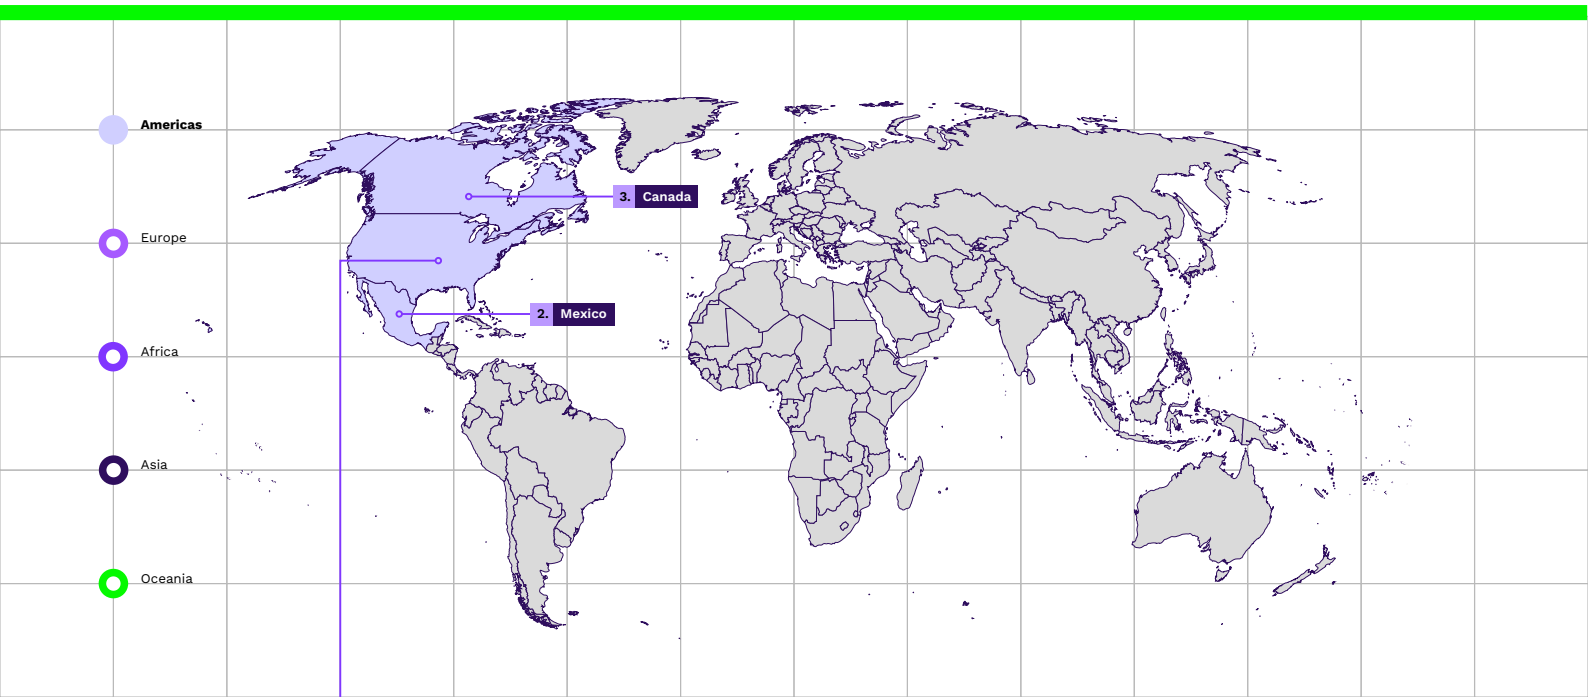 Americas
3. Canada
Europe
2. Mexico
Africa
Asia
Oceania